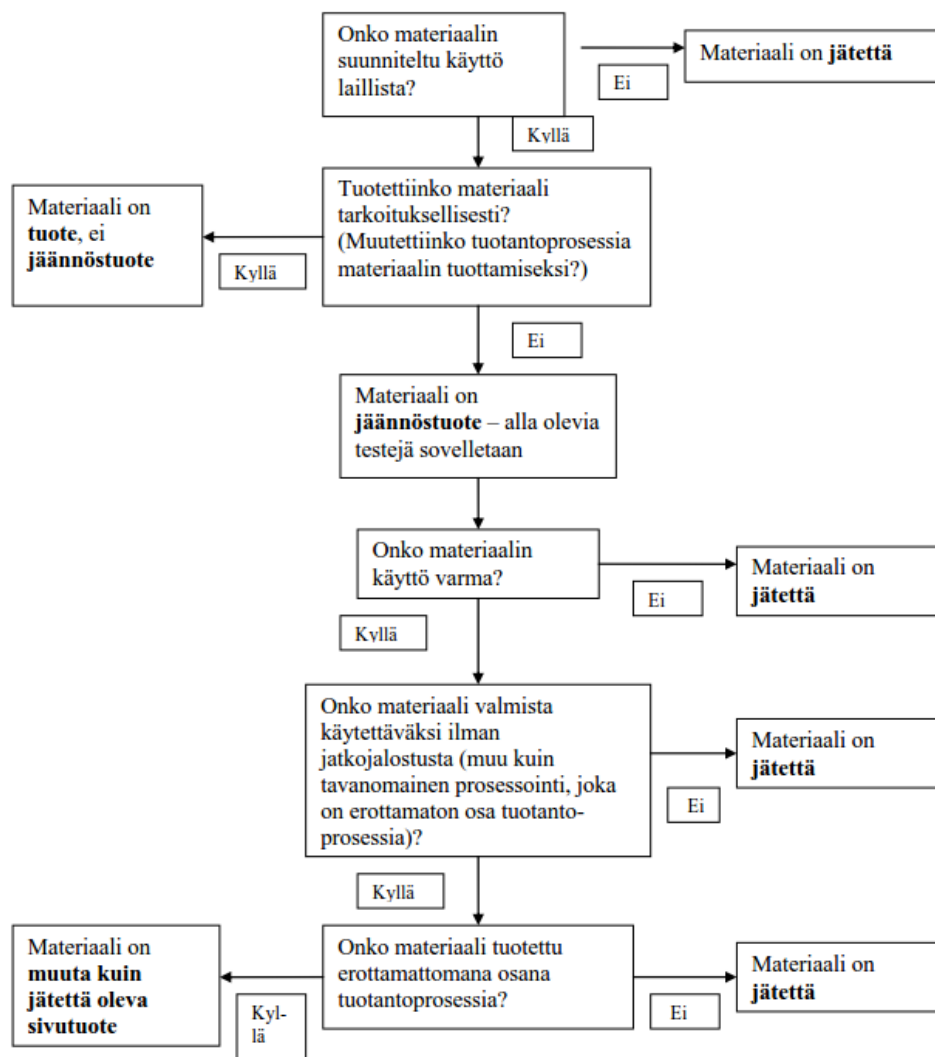 Onko materiaalin
suunniteltu käyttö
laillista?
Materiaali on jätettä
Ei
Kyllä
Tuotettiinko materiaali
tarkoituksellisesti?
(Muutettiinko tuotantoprosessia
materiaalin tuottamiseksi?)
Materiaali on
tuote, ei
jäännöstuote
Kyllä
Ei
Materiaali on
jäännöstuote – alla olevia
testejä sovelletaan
Onko materiaalin
käyttö varma?
Materiaali on
jätettä
Ei
Kyllä
Onko materiaali valmista
käytettäväksi ilman
jatkojalostusta (muu kuin
tavanomainen prosessointi, joka
on erottamaton osa tuotanto-
prosessia)?
Materiaali on
jätettä
Ei
Kyllä
Materiaali on
muuta kuin
jätettä oleva
sivutuote
Onko materiaali tuotettu
erottamattomana osana
tuotantoprosessia?
Materiaali on
jätettä
Kyl-
lä
Ei